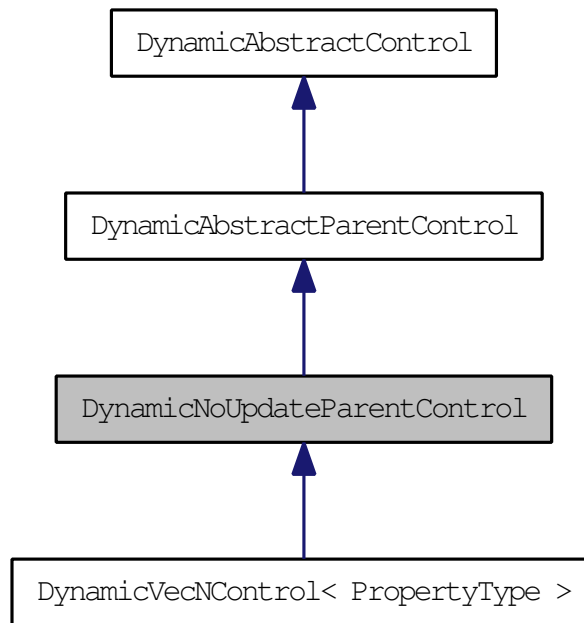 DynamicAbstractControl
DynamicAbstractParentControl
DynamicNoUpdateParentControl
DynamicVecNControl< PropertyType >